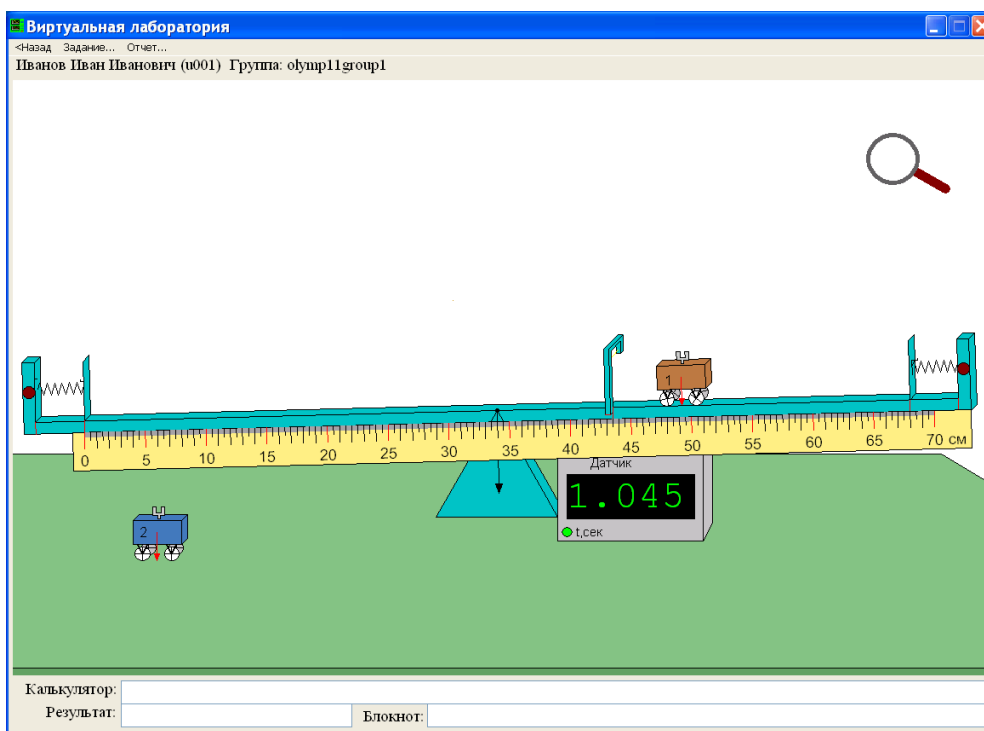 Виртуальная лаборатория
<Назад Задание... Отчет...
Иванов Иван Иванович (u001) Группа: olymp11group1
1
0 5 10 15 20 25 30 35 40 45 50 55 60 65 70 см
Датчик
1.045
t,сек
2
Калькулятор:
Результат:
Блокнот: